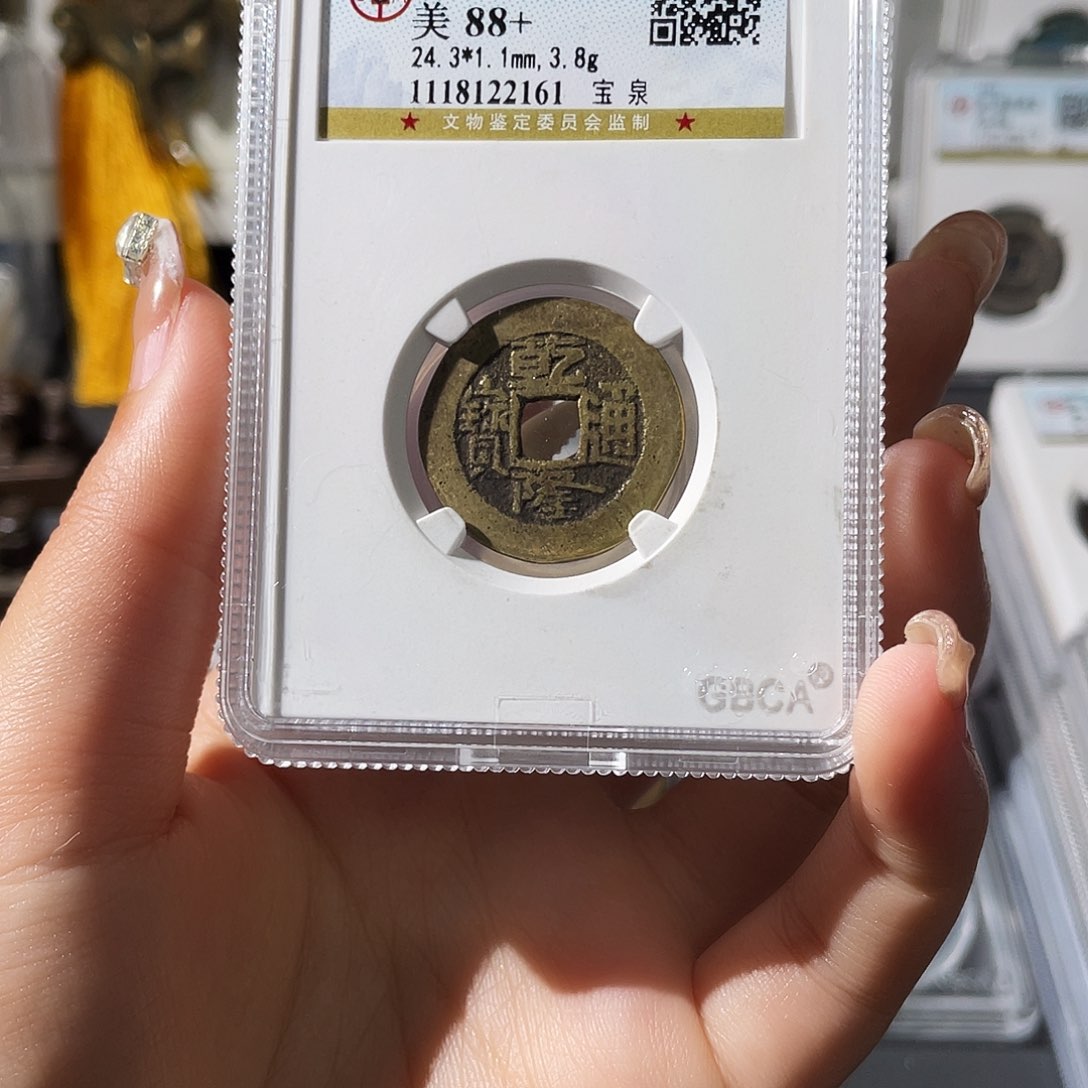 美 88+
24.3*1.1mm, 3.8g
1118122161 宝 泉
★ 文物鉴定委员会监制 ★
乾
隆
通
寶
GBCA®